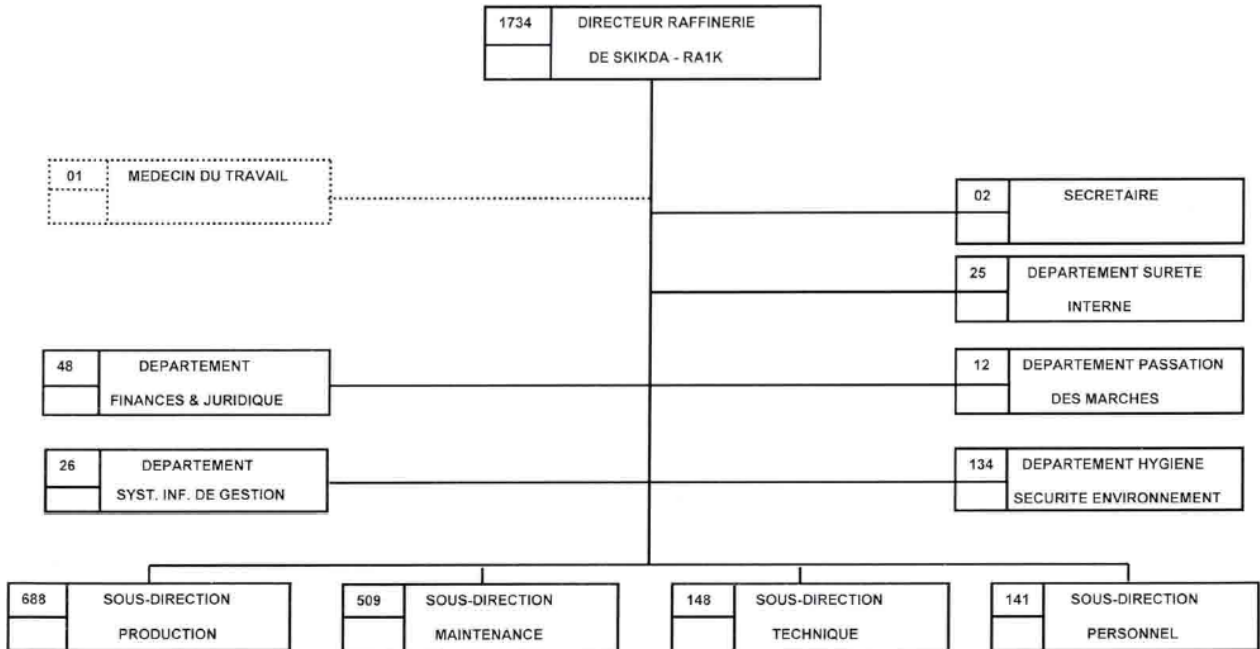 1734 DIRECTEUR RAFFINERIE
DE SKIKDA - RA1K
01 MEDECIN DU TRAVAIL
02 SECRETAIRE
25 DEPARTEMENT SURETE
INTERNE
48 DEPARTEMENT
FINANCES & JURIDIQUE
12 DEPARTEMENT PASSATION
DES MARCHES
26 DEPARTEMENT
SYST. INF. DE GESTION
134 DEPARTEMENT HYGIENE
SECURITE ENVIRONNEMENT
688 SOUS-DIRECTION
PRODUCTION
509 SOUS-DIRECTION
MAINTENANCE
148 SOUS-DIRECTION
TECHNIQUE
141 SOUS-DIRECTION
PERSONNEL